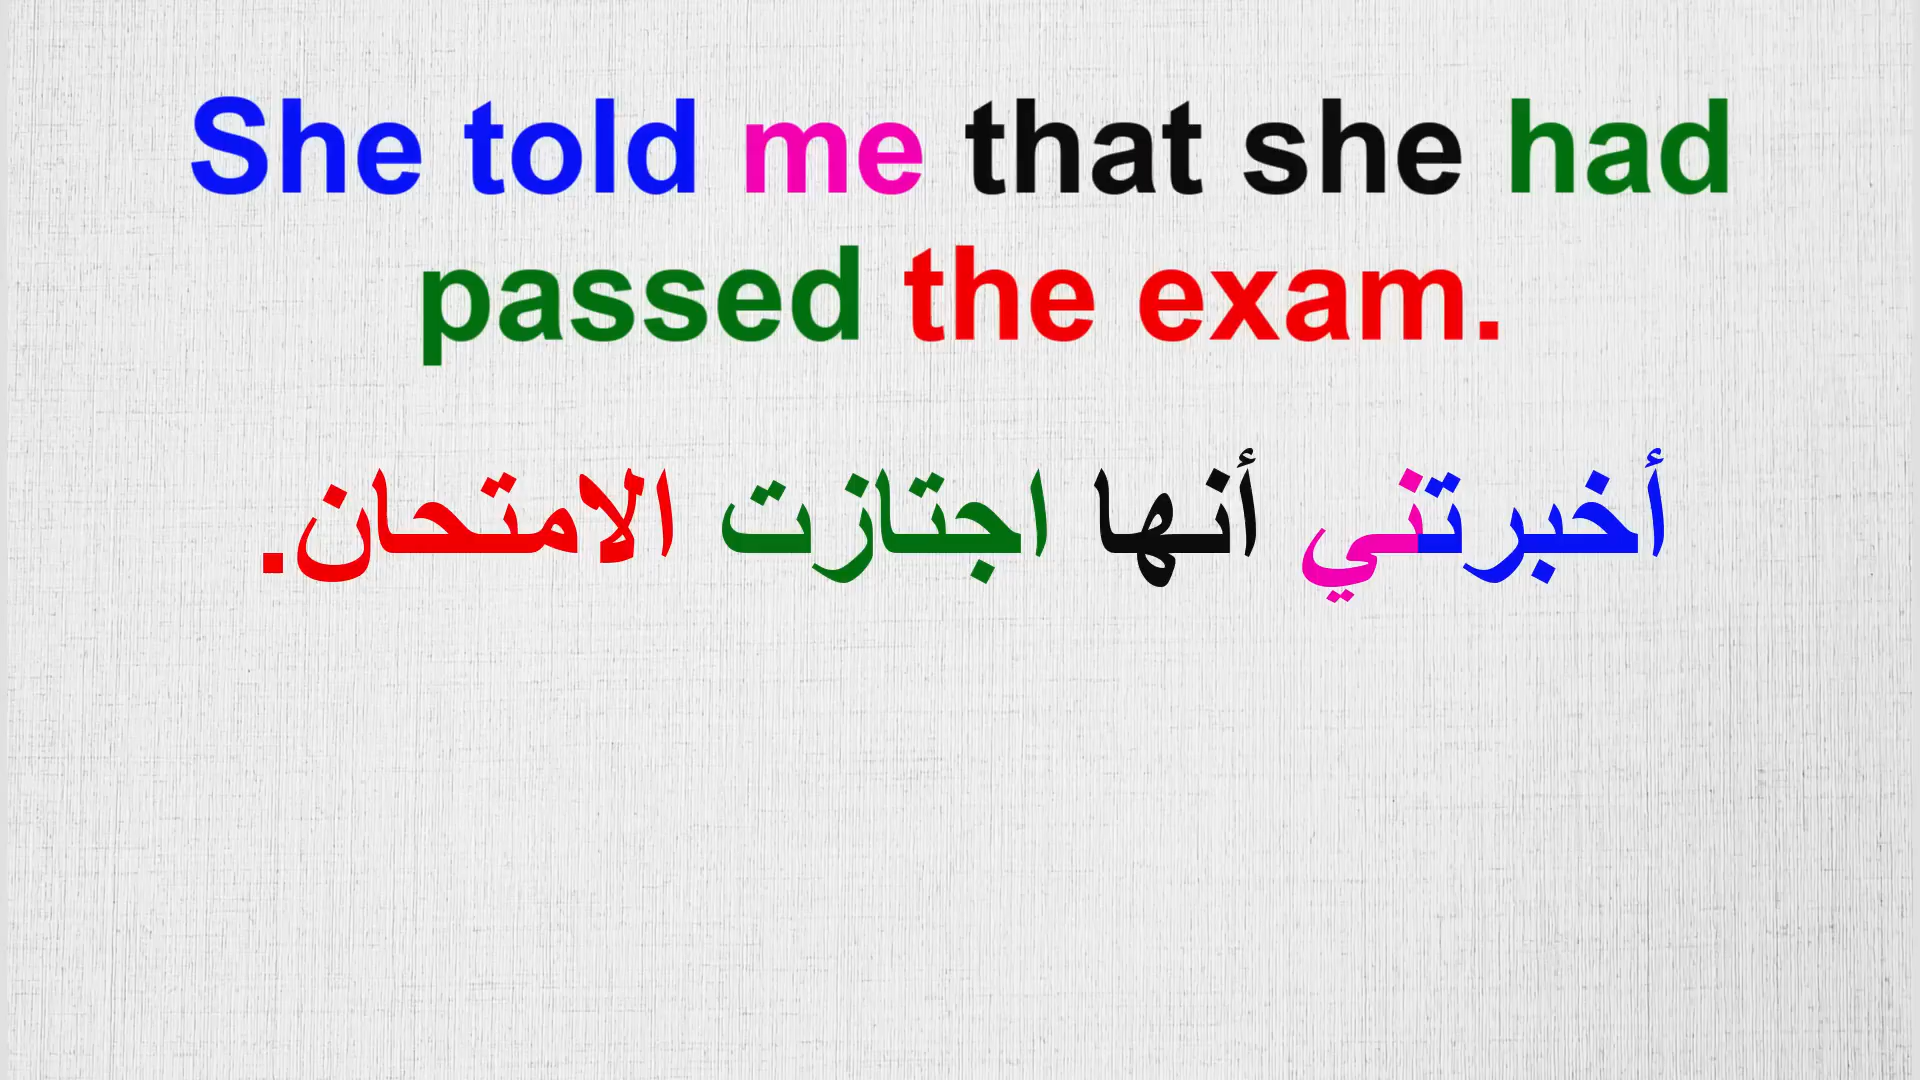 She told me that she had
passed the exam.
أخبرتني أنها اجتازت الامتحان.